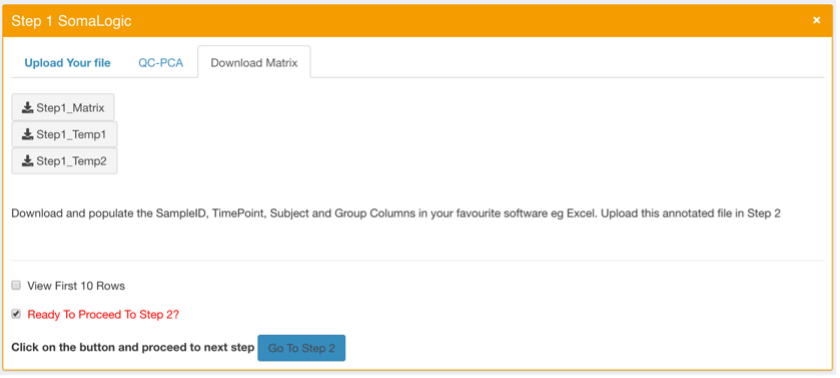 Step 1 SomaLogic ×
Upload Your file QC-PCA Download Matrix
Step1_Matrix
Step1_Temp1
Step1_Temp2
Download and populate the SampleID, TimePoint, Subject and Group Columns in your favourite software eg Excel. Upload this annotated file in Step 2
View First 10 Rows
Ready To Proceed To Step 2?
Click on the button and proceed to next step Go To Step 2